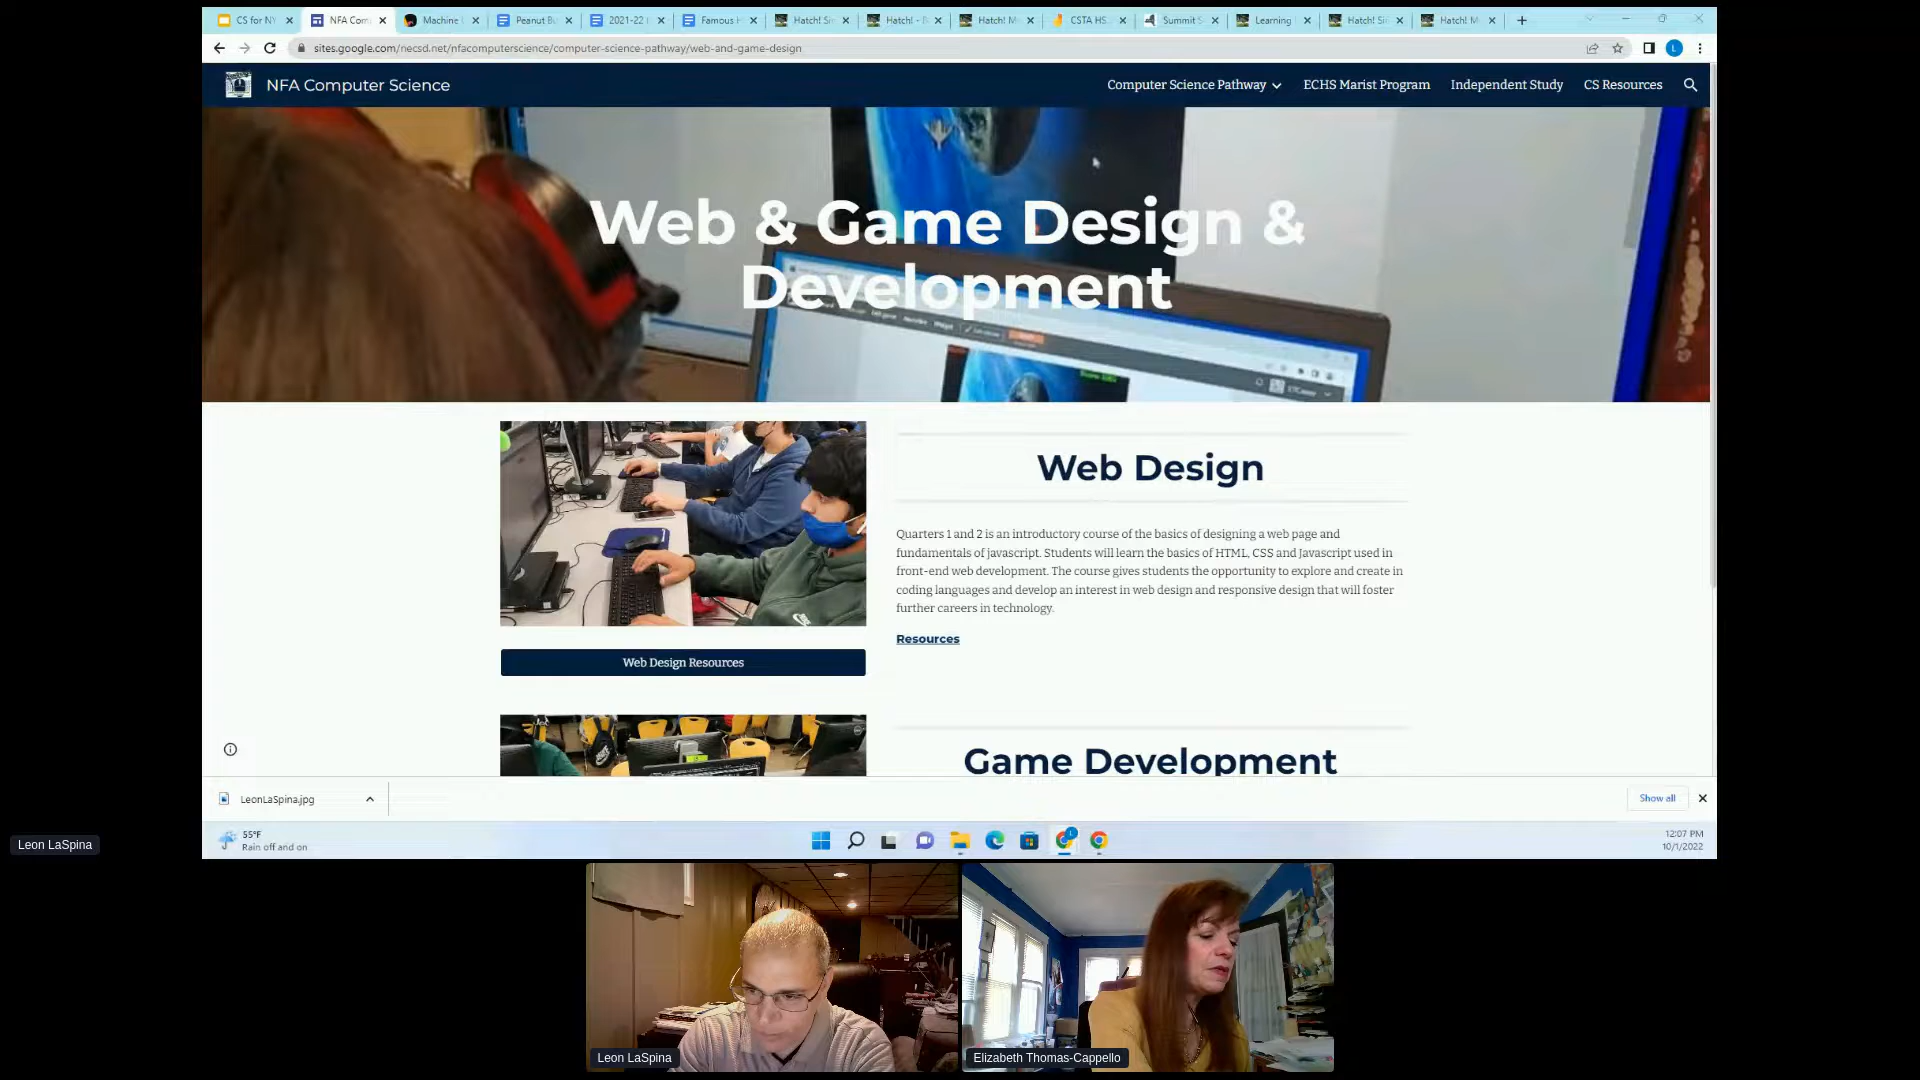 CS for NY
NFA Com
Machine
Peanut Bu
2021-22
Famous
Hatch! Si
Hatch! -
Hatch! M
CSTA HS
Summit S
Learning
Hatch! Si
Hatch! M
sites.google.com/necsd.net/nfacomputerscience/computer-science-pathway/web-and-game-design
L
NFA Computer Science
Computer Science Pathway
ECHS Marist Program
Independent Study
CS Resources
Web & Game Design &
Development
Web Design
Quarters 1 and 2 is an introductory course of the basics of designing a web page and
fundamentals of javascript. Students will learn the basics of HTML, CSS and Javascript used in
front-end web development. The course gives students the opportunity to explore and create in
coding languages and develop an interest in web design and responsive design that will foster
further careers in technology.
Resources
Web Design Resources
Game Development
LeonLaSpina.jpg
Show all
55°F
Rain off and on
12:07 PM
10/1/2022
Leon LaSpina
Leon LaSpina
Elizabeth Thomas-Cappello